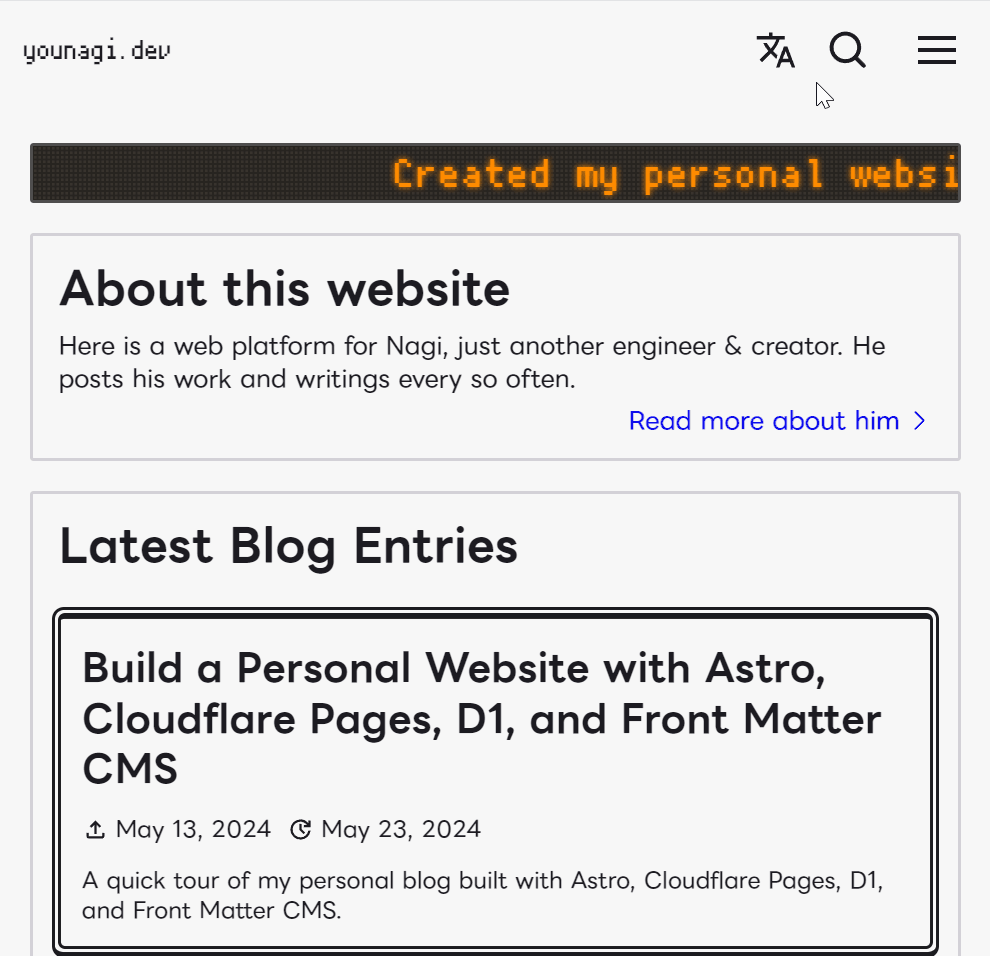 younagi.dev
Created my personal websi
About this website
Here is a web platform for Nagi, just another engineer & creator. He
posts his work and writings every so often.
Read more about him
Latest Blog Entries
Build a Personal Website with Astro,
Cloudflare Pages, D1, and Front Matter
CMS
May 13, 2024 May 23, 2024
A quick tour of my personal blog built with Astro, Cloudflare Pages, D1,
and Front Matter CMS.